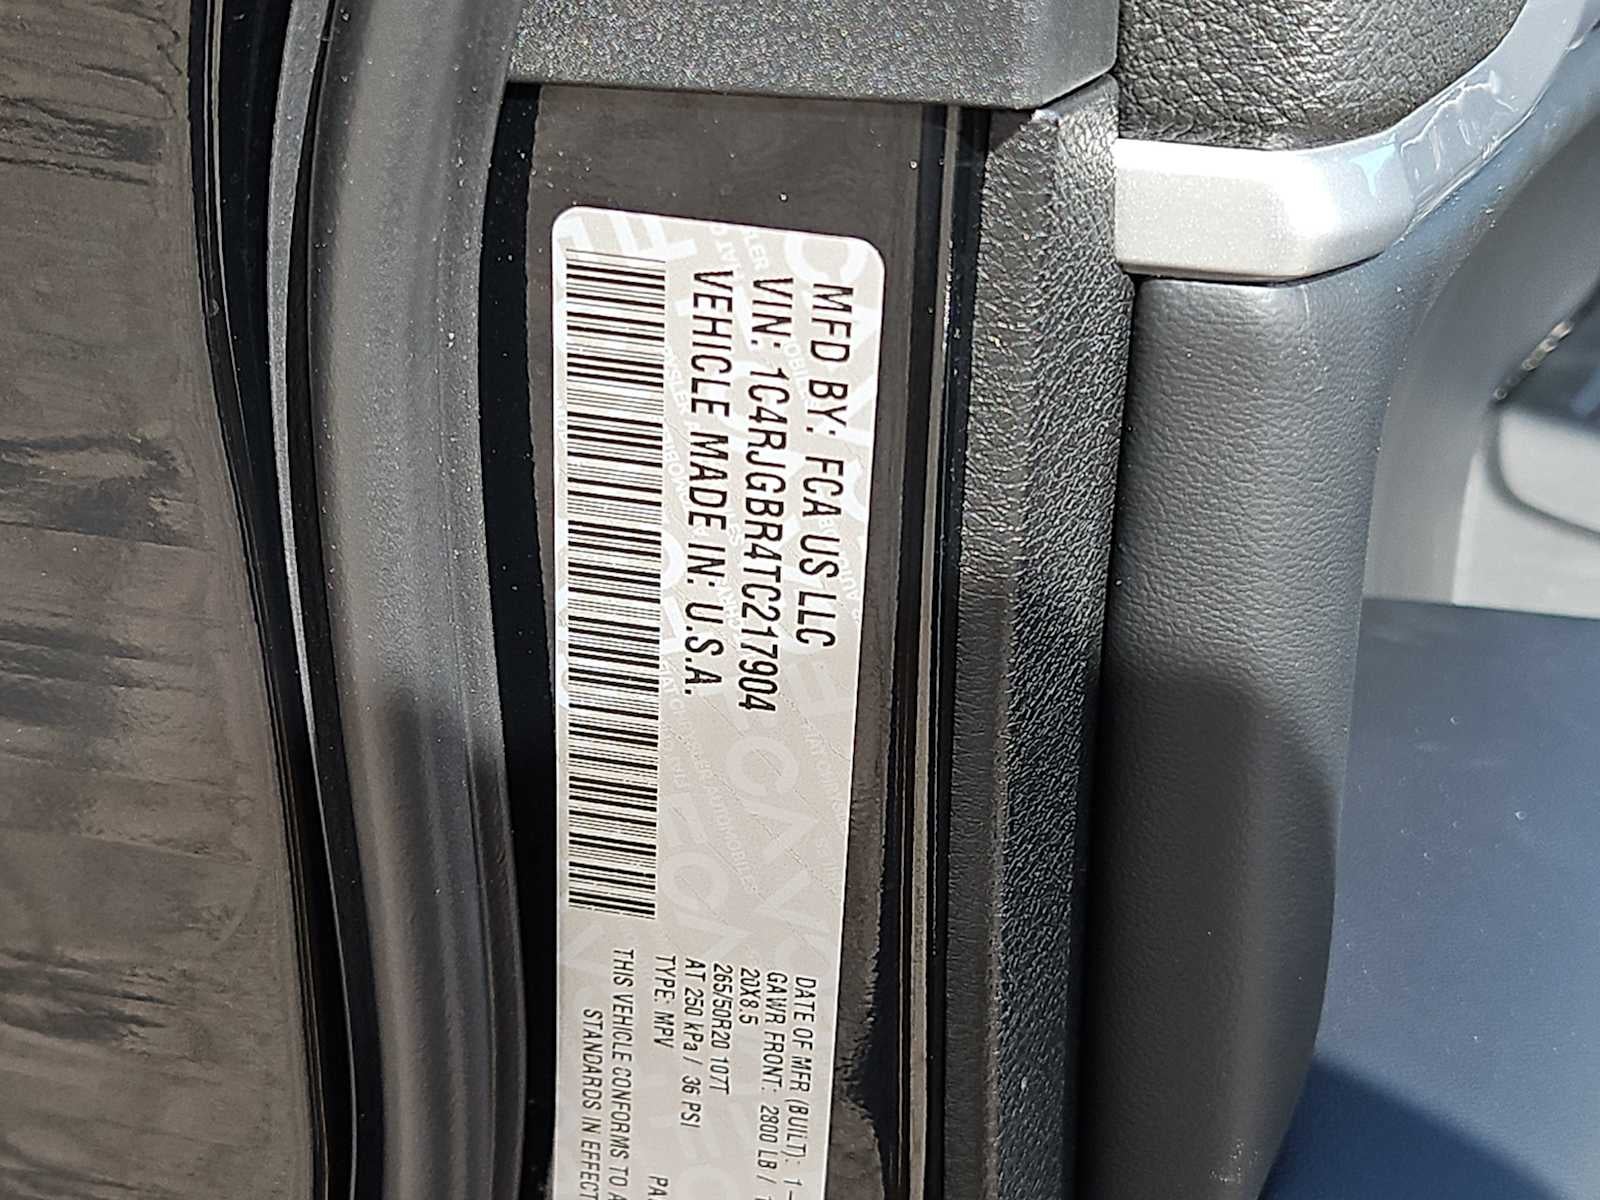 MFD BY: FCA US LLC
VIN: 1C4RJGBR4TC217904
VEHICLE MADE IN: U.S.A.
DATE OF MFR (BUILT): 1-
GAWR FRONT: 2800 LB /
20X8.5
265/50R20 107T
AT 250 kPa / 36 PSI
TYPE: MPV
THIS VEHICLE CONFORMS TO A
STANDARDS IN EFFECT